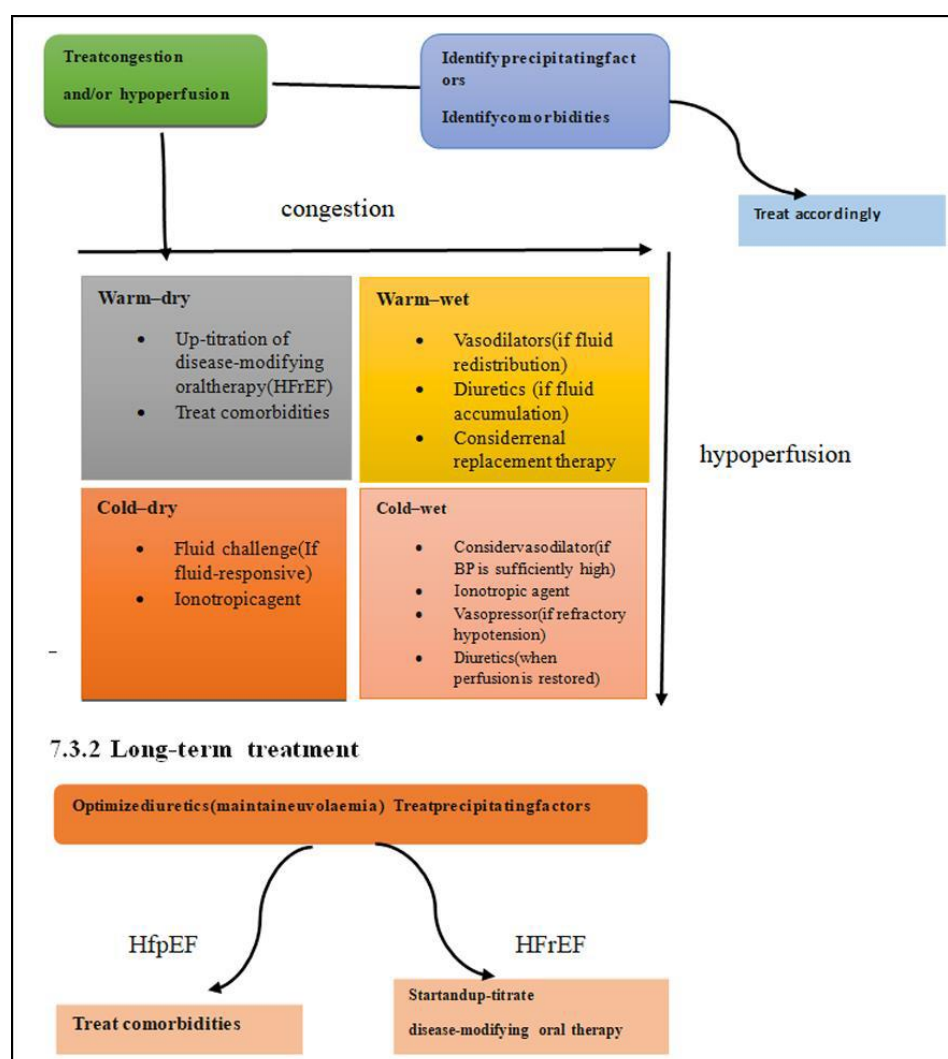 Treatcongestion
and/or hypoperfusion
Identifyprecipitatingfact
ors
Identifycomorbidities
Treat accordingly
congestion
Warm–dry
• Up-titration of
disease-modifying
oraltherapy(HFrEF)
• Treat comorbidities
Warm–wet
• Vasodilators(if fluid
redistribution)
• Diuretics (if fluid
accumulation)
• Considerrenal
replacement therapy
hypoperfusion
Cold–dry
• Fluid challenge(If
fluid-responsive)
• Ionotropicagent
Cold–wet
• Considervasodilator(if
BP is sufficiently high)
• Ionotropic agent
• Vasopressor(if refractory
hypotension)
• Diuretics(when
perfusion is restored)
7.3.2 Long-term treatment
Optimizediuretics(maintaineuvolaemia) Treatprecipitatingfactors
HfpEF
HFrEF
Treat comorbidities
Startandup-titrate
disease-modifying oral therapy